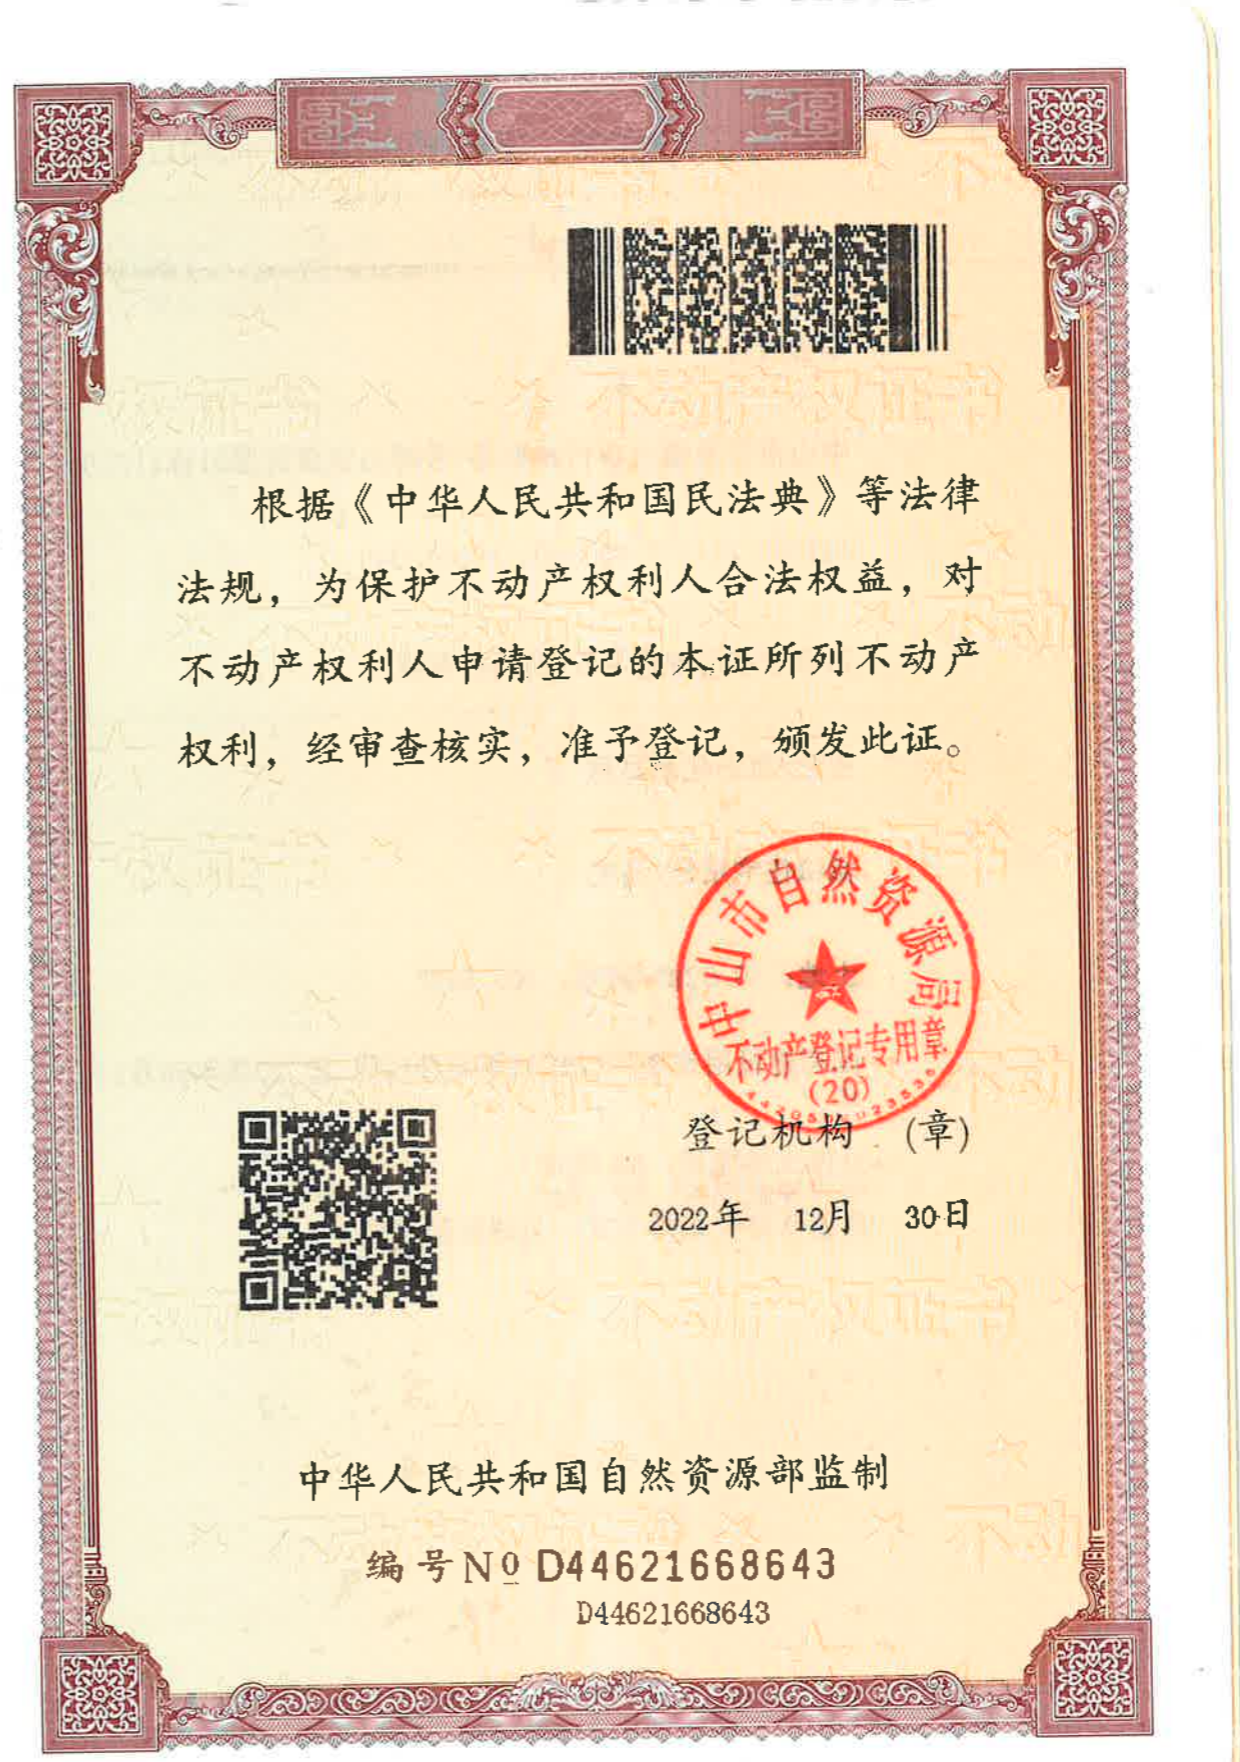 根据《中华人民共和国民法典》等法律
法规，为保护不动产权利人合法权益，对
不动产权利人申请登记的本证所列不动产
权利，经审查核实，准予登记，颁发此证。
中山市自然资源局
不动产登记专用章
(20)
登记机构 (章)
2022年 12月 30日
中华人民共和国自然资源部监制
编号№ D44621668643
D44621668643